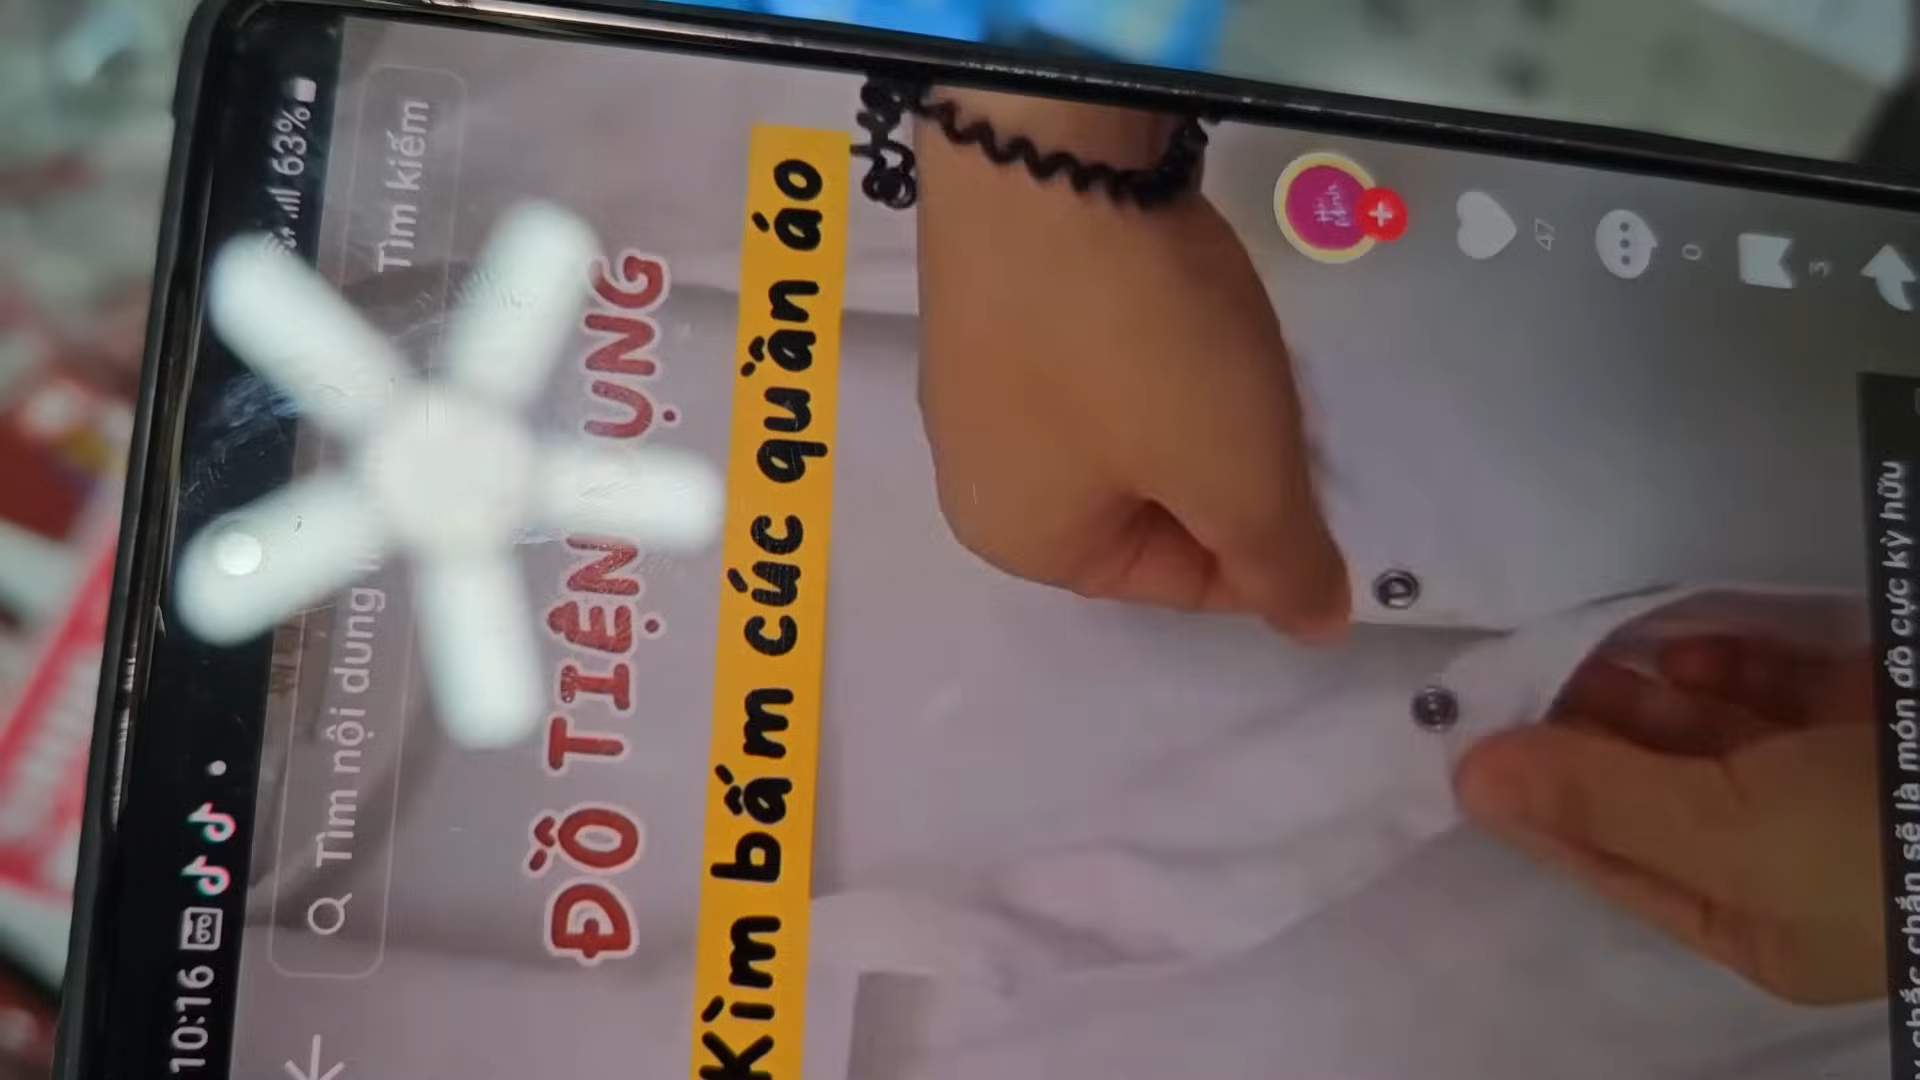 10:16
63%
Tìm nội dung
Tìm kiếm
ĐỒ TIỆN ỤNG
Kìm bấm cúc quần áo
47
0
3
chắc chắn sẽ là món đồ cực kỳ hữu